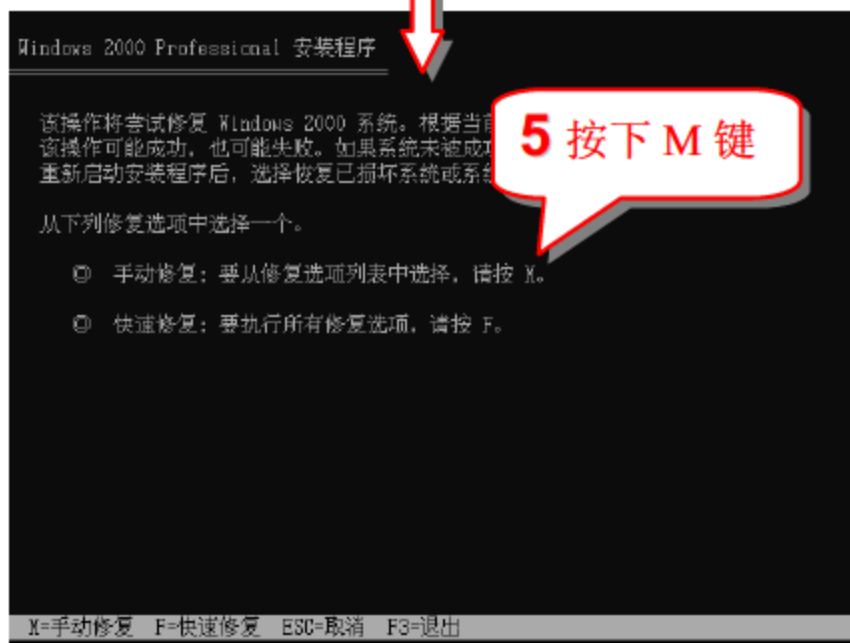 Windows 2000 Professional 安装程序
该操作将尝试修复 Windows 2000 系统。根据当前
该操作可能成功，也可能失败。如果系统未被成功
重新启动安装程序后，选择恢复已损坏系统或系统
从下列修复选项中选择一个。
◎ 手动修复：要从修复选项列表中选择，请按 M。
◎ 快速修复：要执行所有修复选项，请按 F。
5 按下 M 键
M=手动修复 F=快速修复 ESC=取消 F3=退出